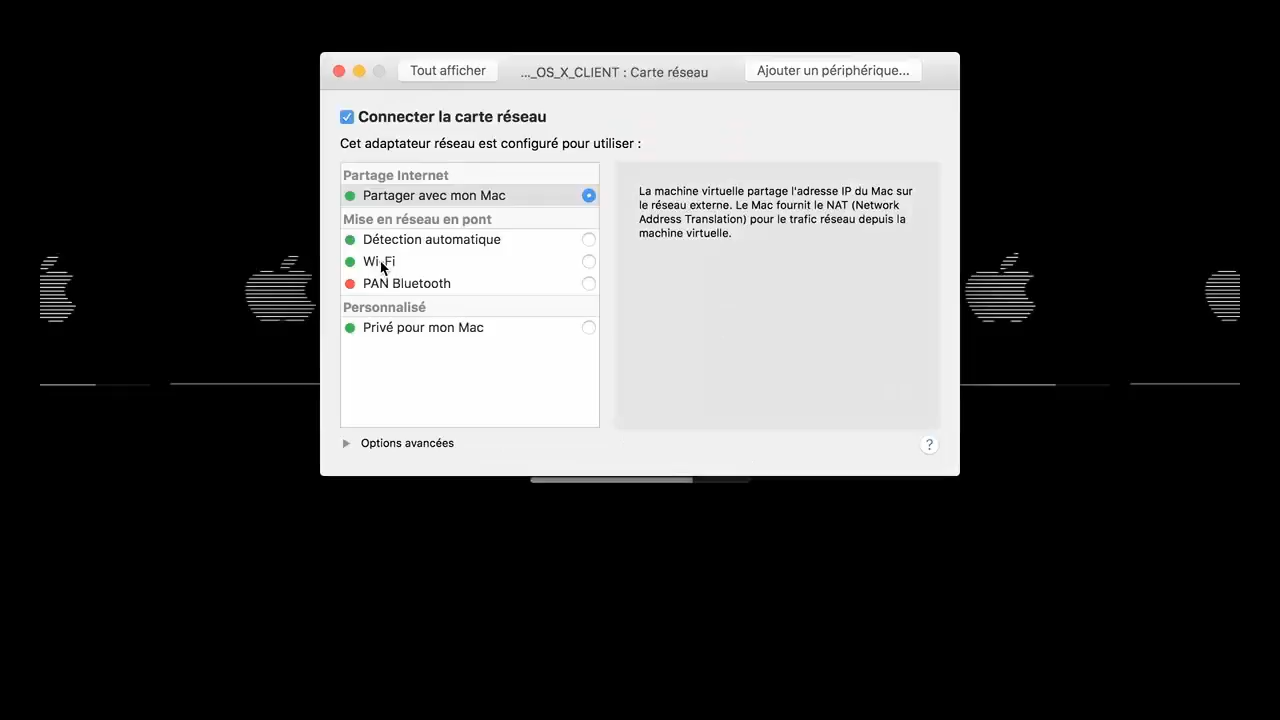 Tout afficher
..._OS_X_CLIENT : Carte réseau
Ajouter un périphérique...
Connecter la carte réseau
Cet adaptateur réseau est configuré pour utiliser :
Partage Internet
Partager avec mon Mac
Mise en réseau en pont
Détection automatique
Wi-Fi
PAN Bluetooth
Personnalisé
Privé pour mon Mac
La machine virtuelle partage l'adresse IP du Mac sur
le réseau externe. Le Mac fournit le NAT (Network
Address Translation) pour le trafic réseau depuis la
machine virtuelle.
Options avancées
?